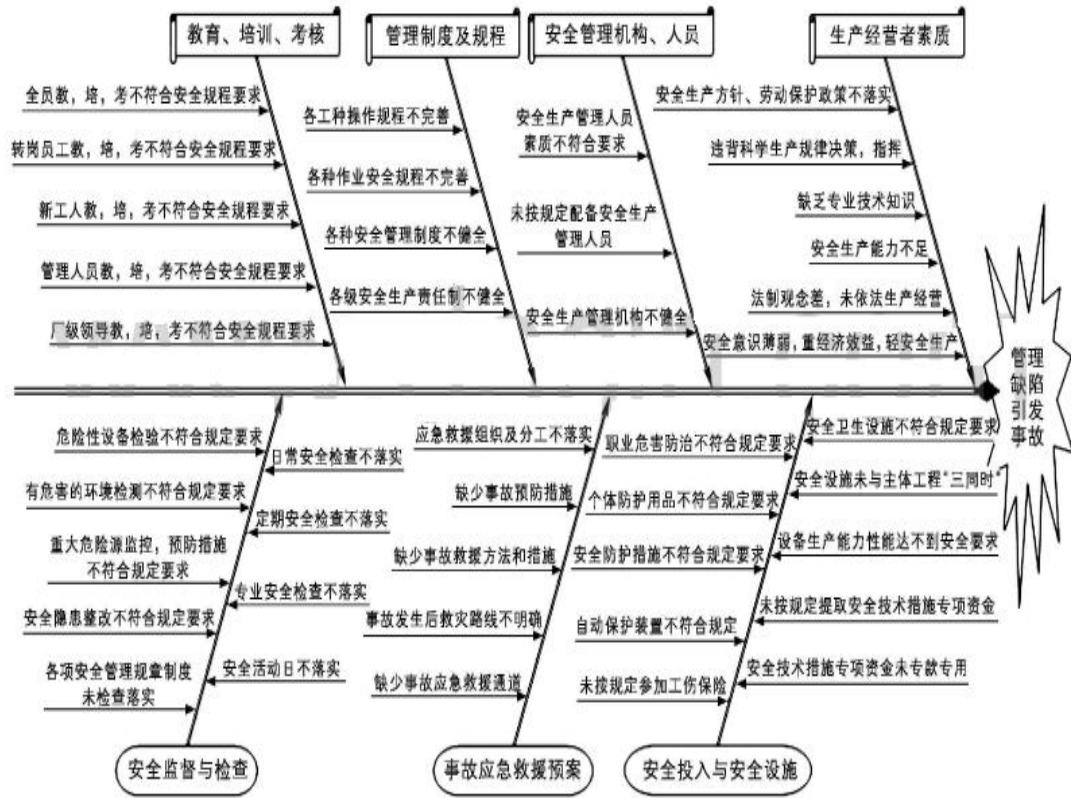 教育、培训、考核
管理制度及规程
安全管理机构、人员
生产经营者素质
全员教，培，考不符合安全规程要求
转岗员工教，培，考不符合安全规程要求
新工人教，培，考不符合安全规程要求
管理人员教，培，考不符合安全规程要求
厂级领导教，培，考不符合安全规程要求
各工种操作规程不完善
各种作业安全规程不完善
各种安全管理制度不健全
各级安全生产责任制不健全
安全生产管理人员
素质不符合要求
未按规定配备安全生产
管理人员
安全生产管理机构不健全
安全生产方针、劳动保护政策不落实
违背科学生产规律决策，指挥
缺乏专业技术知识
安全生产能力不足
法制观念差，未依法生产经营
安全意识薄弱，重经济效益，轻安全生产
管理
缺陷
引发
事故
危险性设备检验不符合规定要求
有危害的环境检测不符合规定要求
重大危险源监控，预防措施
不符合规定要求
安全隐患整改不符合规定要求
各项安全管理规章制度
未检查落实
日常安全检查不落实
定期安全检查不落实
专业安全检查不落实
安全活动日不落实
应急救援组织及分工不落实
缺少事故预防措施
缺少事故救援方法和措施
事故发生后救灾路线不明确
缺少事故应急救援通道
职业危害防治不符合规定要求
个体防护用品不符合规定要求
安全防护措施不符合规定要求
自动保护装置不符合规定
未按规定参加工伤保险
安全卫生设施不符合规定要求
安全设施未与主体工程“三同时”
设备生产能力性能达不到安全要求
未按规定提取安全技术措施专项资金
安全技术措施专项资金未专款专用
安全监督与检查
事故应急救援预案
安全投入与安全设施